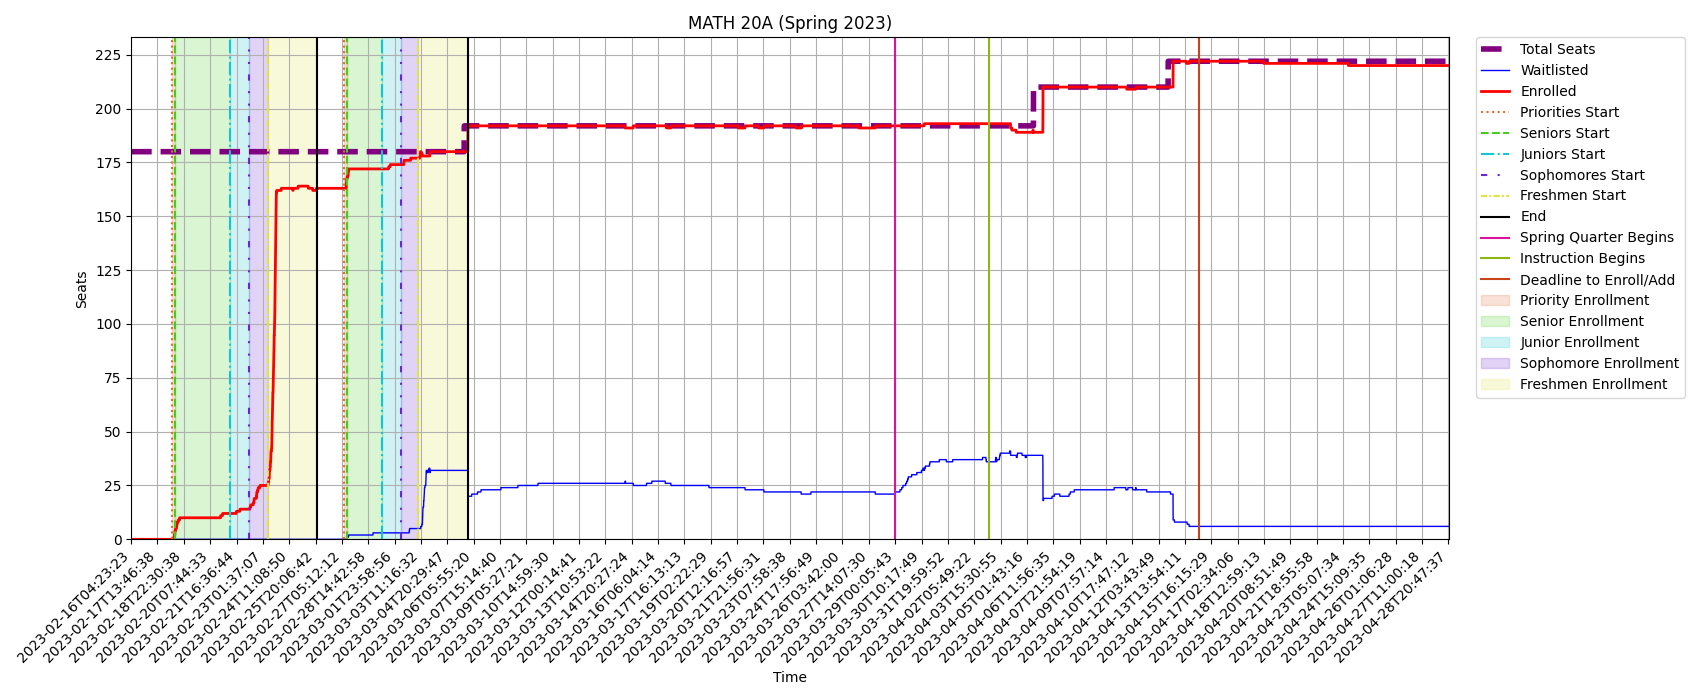 MATH 20A (Spring 2023)
Seats
225
200
175
150
125
100
75
50
25
0
2023-02-16T04:23:23
2023-02-17T13:46:38
2023-02-18T22:30:38
2023-02-20T07:44:33
2023-02-21T16:36:44
2023-02-23T01:37:07
2023-02-24T11:08:50
2023-02-25T20:06:42
2023-02-27T05:12:12
2023-02-28T14:42:58
2023-03-01T23:58:56
2023-03-03T11:16:32
2023-03-04T20:29:47
2023-03-06T05:55:20
2023-03-07T15:14:40
2023-03-09T05:27:21
2023-03-10T14:59:30
2023-03-12T00:14:41
2023-03-13T10:53:22
2023-03-14T20:27:24
2023-03-16T06:04:14
2023-03-17T16:13:13
2023-03-19T02:22:29
2023-03-20T12:16:57
2023-03-21T21:56:31
2023-03-23T07:58:38
2023-03-24T17:56:49
2023-03-26T03:42:00
2023-03-27T14:07:30
2023-03-29T00:05:43
2023-03-30T10:17:49
2023-03-31T19:59:52
2023-04-02T05:49:22
2023-04-03T15:30:55
2023-04-05T01:43:16
2023-04-06T11:56:35
2023-04-07T21:54:19
2023-04-09T07:57:14
2023-04-10T17:47:12
2023-04-12T03:43:49
2023-04-13T13:54:11
2023-04-15T16:15:29
2023-04-17T02:34:06
2023-04-18T12:59:13
2023-04-20T08:51:49
2023-04-21T18:55:58
2023-04-23T05:07:34
2023-04-24T15:09:35
2023-04-26T01:06:28
2023-04-27T11:00:18
2023-04-28T20:47:37
Time
Total Seats
Waitlisted
Enrolled
Priorities Start
Seniors Start
Juniors Start
Sophomores Start
Freshmen Start
End
Spring Quarter Begins
Instruction Begins
Deadline to Enroll/Add
Priority Enrollment
Senior Enrollment
Junior Enrollment
Sophomore Enrollment
Freshmen Enrollment